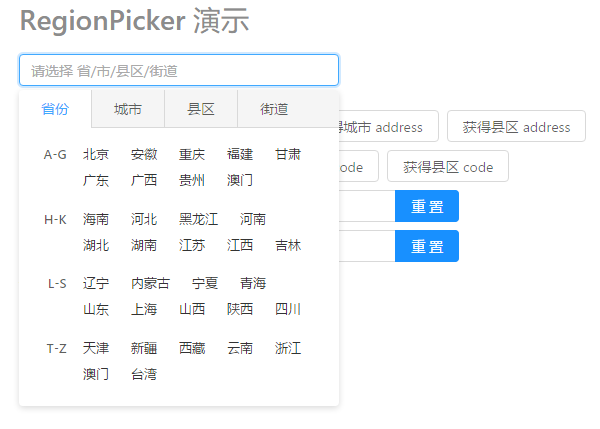 RegionPicker 演示
请选择 省/市/县区/街道
省份 城市 县区 街道
城市 address 获得县区 address
A-G 北京 安徽 重庆 福建 甘肃
ode 获得县区 code
广东 广西 贵州 澳门
重置
H-K 海南 河北 黑龙江 河南
湖北 湖南 江苏 江西 吉林
重置
L-S 辽宁 内蒙古 宁夏 青海
山东 上海 山西 陕西 四川
T-Z 天津 新疆 西藏 云南 浙江
澳门 台湾